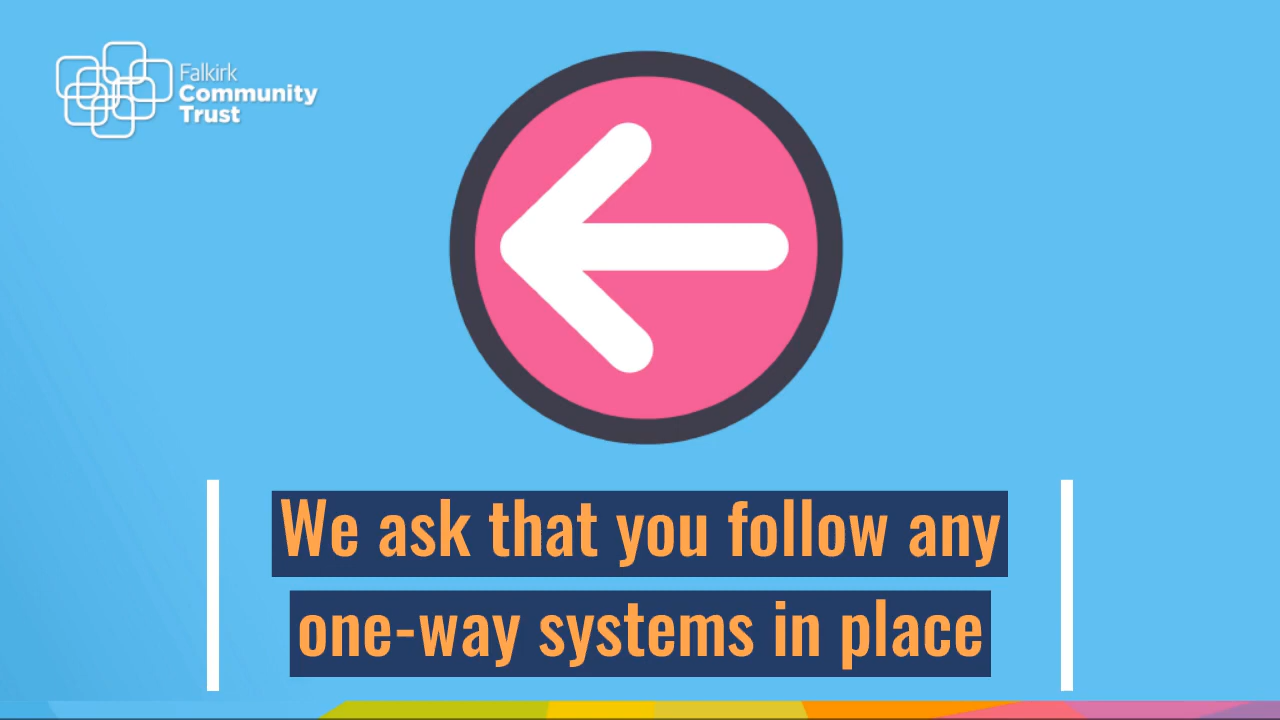 Falkirk
Community
Trust
We ask that you follow any
one-way systems in place